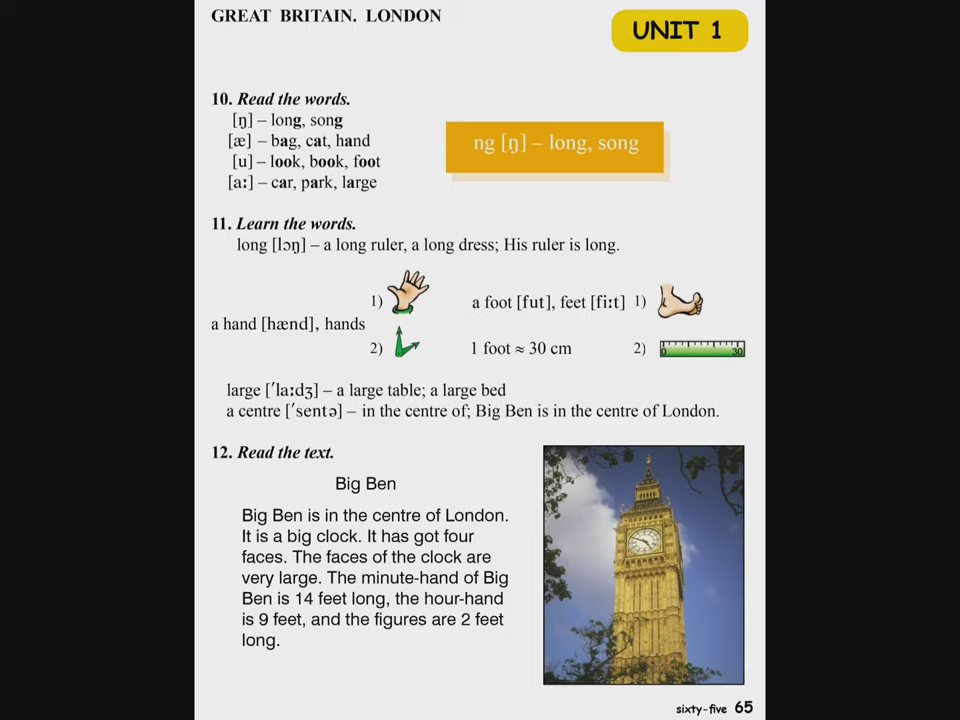 GREAT BRITAIN. LONDON
UNIT 1
10. Read the words.
[ŋ] – long, song
[æ] – bag, cat, hand
[u] – look, book, foot
[aː] – car, park, large
ng [ŋ] – long, song
11. Learn the words.
long [lɔŋ] – a long ruler, a long dress; His ruler is long.
1)
a hand [hænd], hands
2)
a foot [fut], feet [fiːt] 1)
1 foot ≈ 30 cm 2)
0 30
large [ˈlaːdʒ] – a large table; a large bed
a centre [ˈsentə] – in the centre of; Big Ben is in the centre of London.
12. Read the text.
Big Ben
Big Ben is in the centre of London.
It is a big clock. It has got four
faces. The faces of the clock are
very large. The minute-hand of Big
Ben is 14 feet long, the hour-hand
is 9 feet, and the figures are 2 feet
long.
sixty-five 65